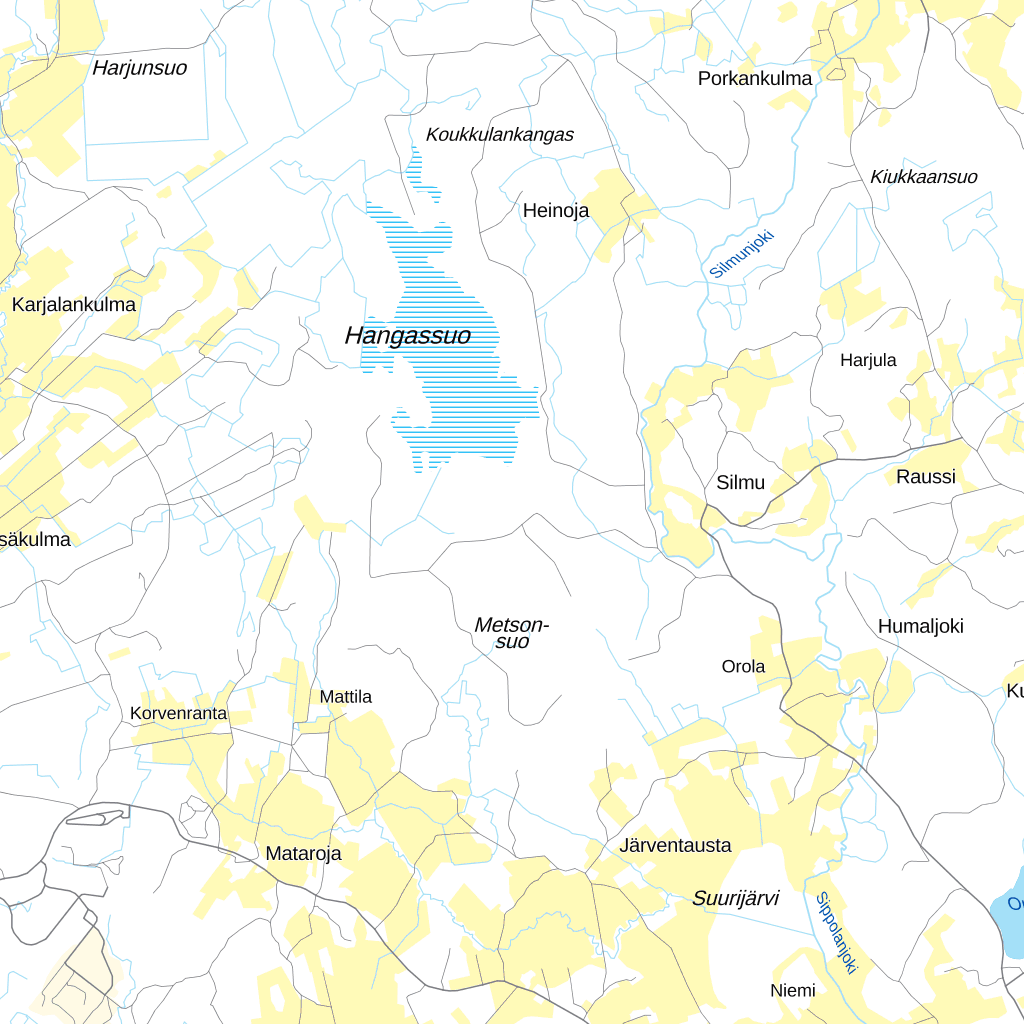 Harjunsuo
Porkankulma
Koukkulankangas
Kiukkaansuo
Heinoja
Silmunjoki
Karjalankulma
Hangassuo
Harjula
Raussi
Silmu
säkulma
Metson-
suo
Humaljoki
Orola
Ku
Mattila
Korvenranta
Järventausta
Mataroja
Suurijärvi
Sippolanjoki
Niemi